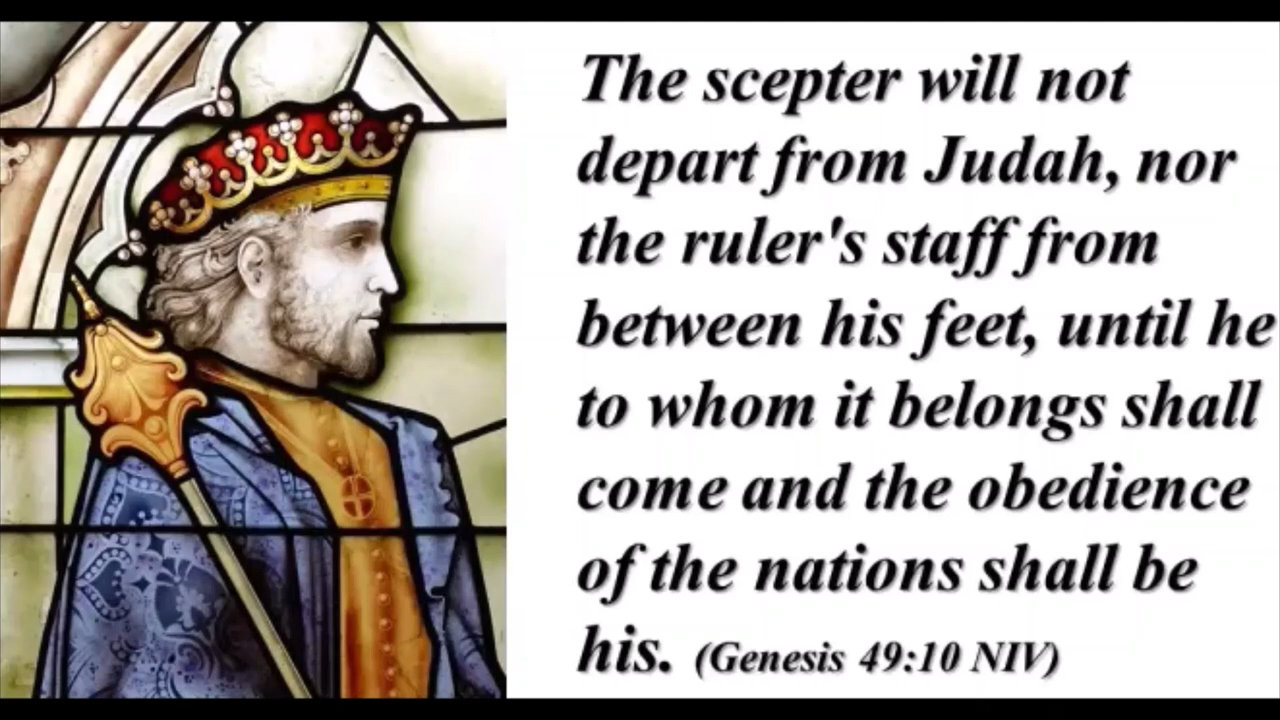 The scepter will not
depart from Judah, nor
the ruler's staff from
between his feet, until he
to whom it belongs shall
come and the obedience
of the nations shall be
his. (Genesis 49:10 NIV)